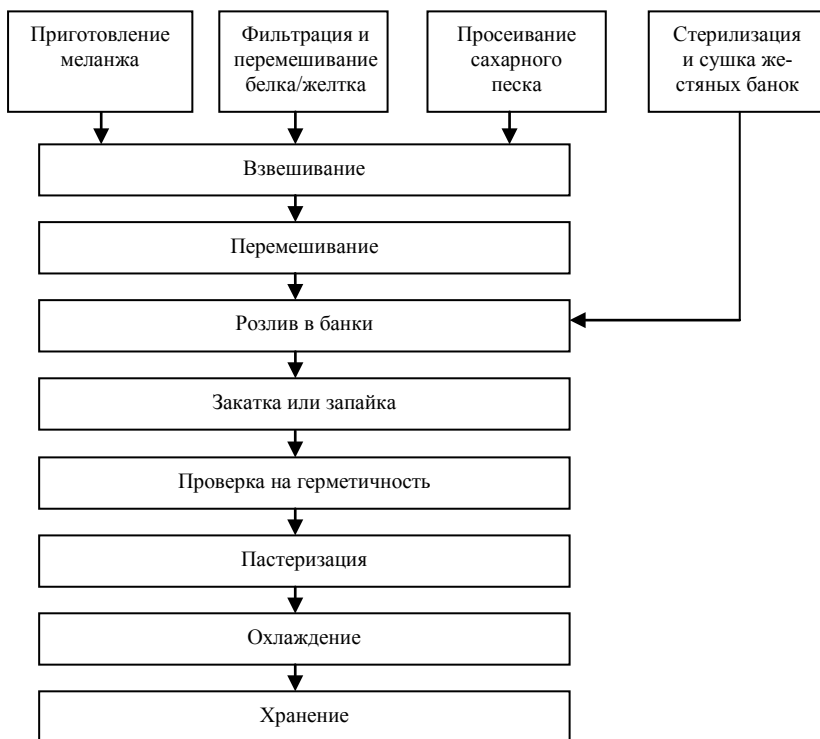 Приготовление
меланжа
Фильтрация и
перемешивание
белка/желтка
Просеивание
сахарного
песка
Стерилизация
и сушка же-
стяных банок
Взвешивание
Перемешивание
Розлив в банки
Закатка или запайка
Проверка на герметичность
Пастеризация
Охлаждение
Хранение